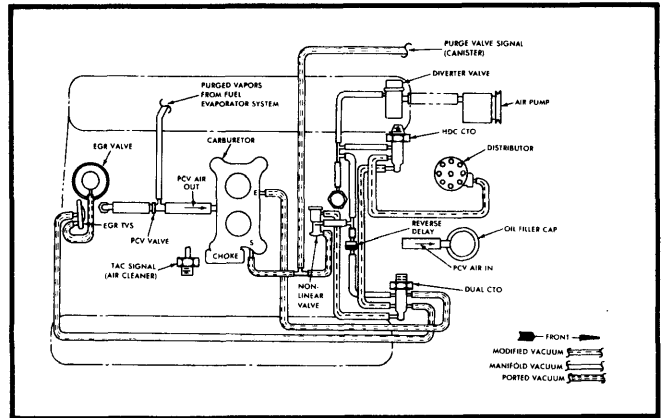 PURGE VALVE SIGNAL
(CANISTER)
DIVERTER VALVE
PURGED VAPORS
FROM FUEL
EVAPORATOR SYSTEM
AIR PUMP
HDC CTO
CARBURETOR
EGR VALVE
DISTRIBUTOR
PCV AIR
OUT
E
EGR TVS
PCV VALVE
REVERSE
DELAY
OIL FILLER CAP
S
CHOKE
TAC SIGNAL
(AIR CLEANER)
NON-
LINEAR
VALVE
PCV AIR IN
DUAL CTO
FRONT
MODIFIED VACUUM
MANIFOLD VACUUM
PORTED VACUUM